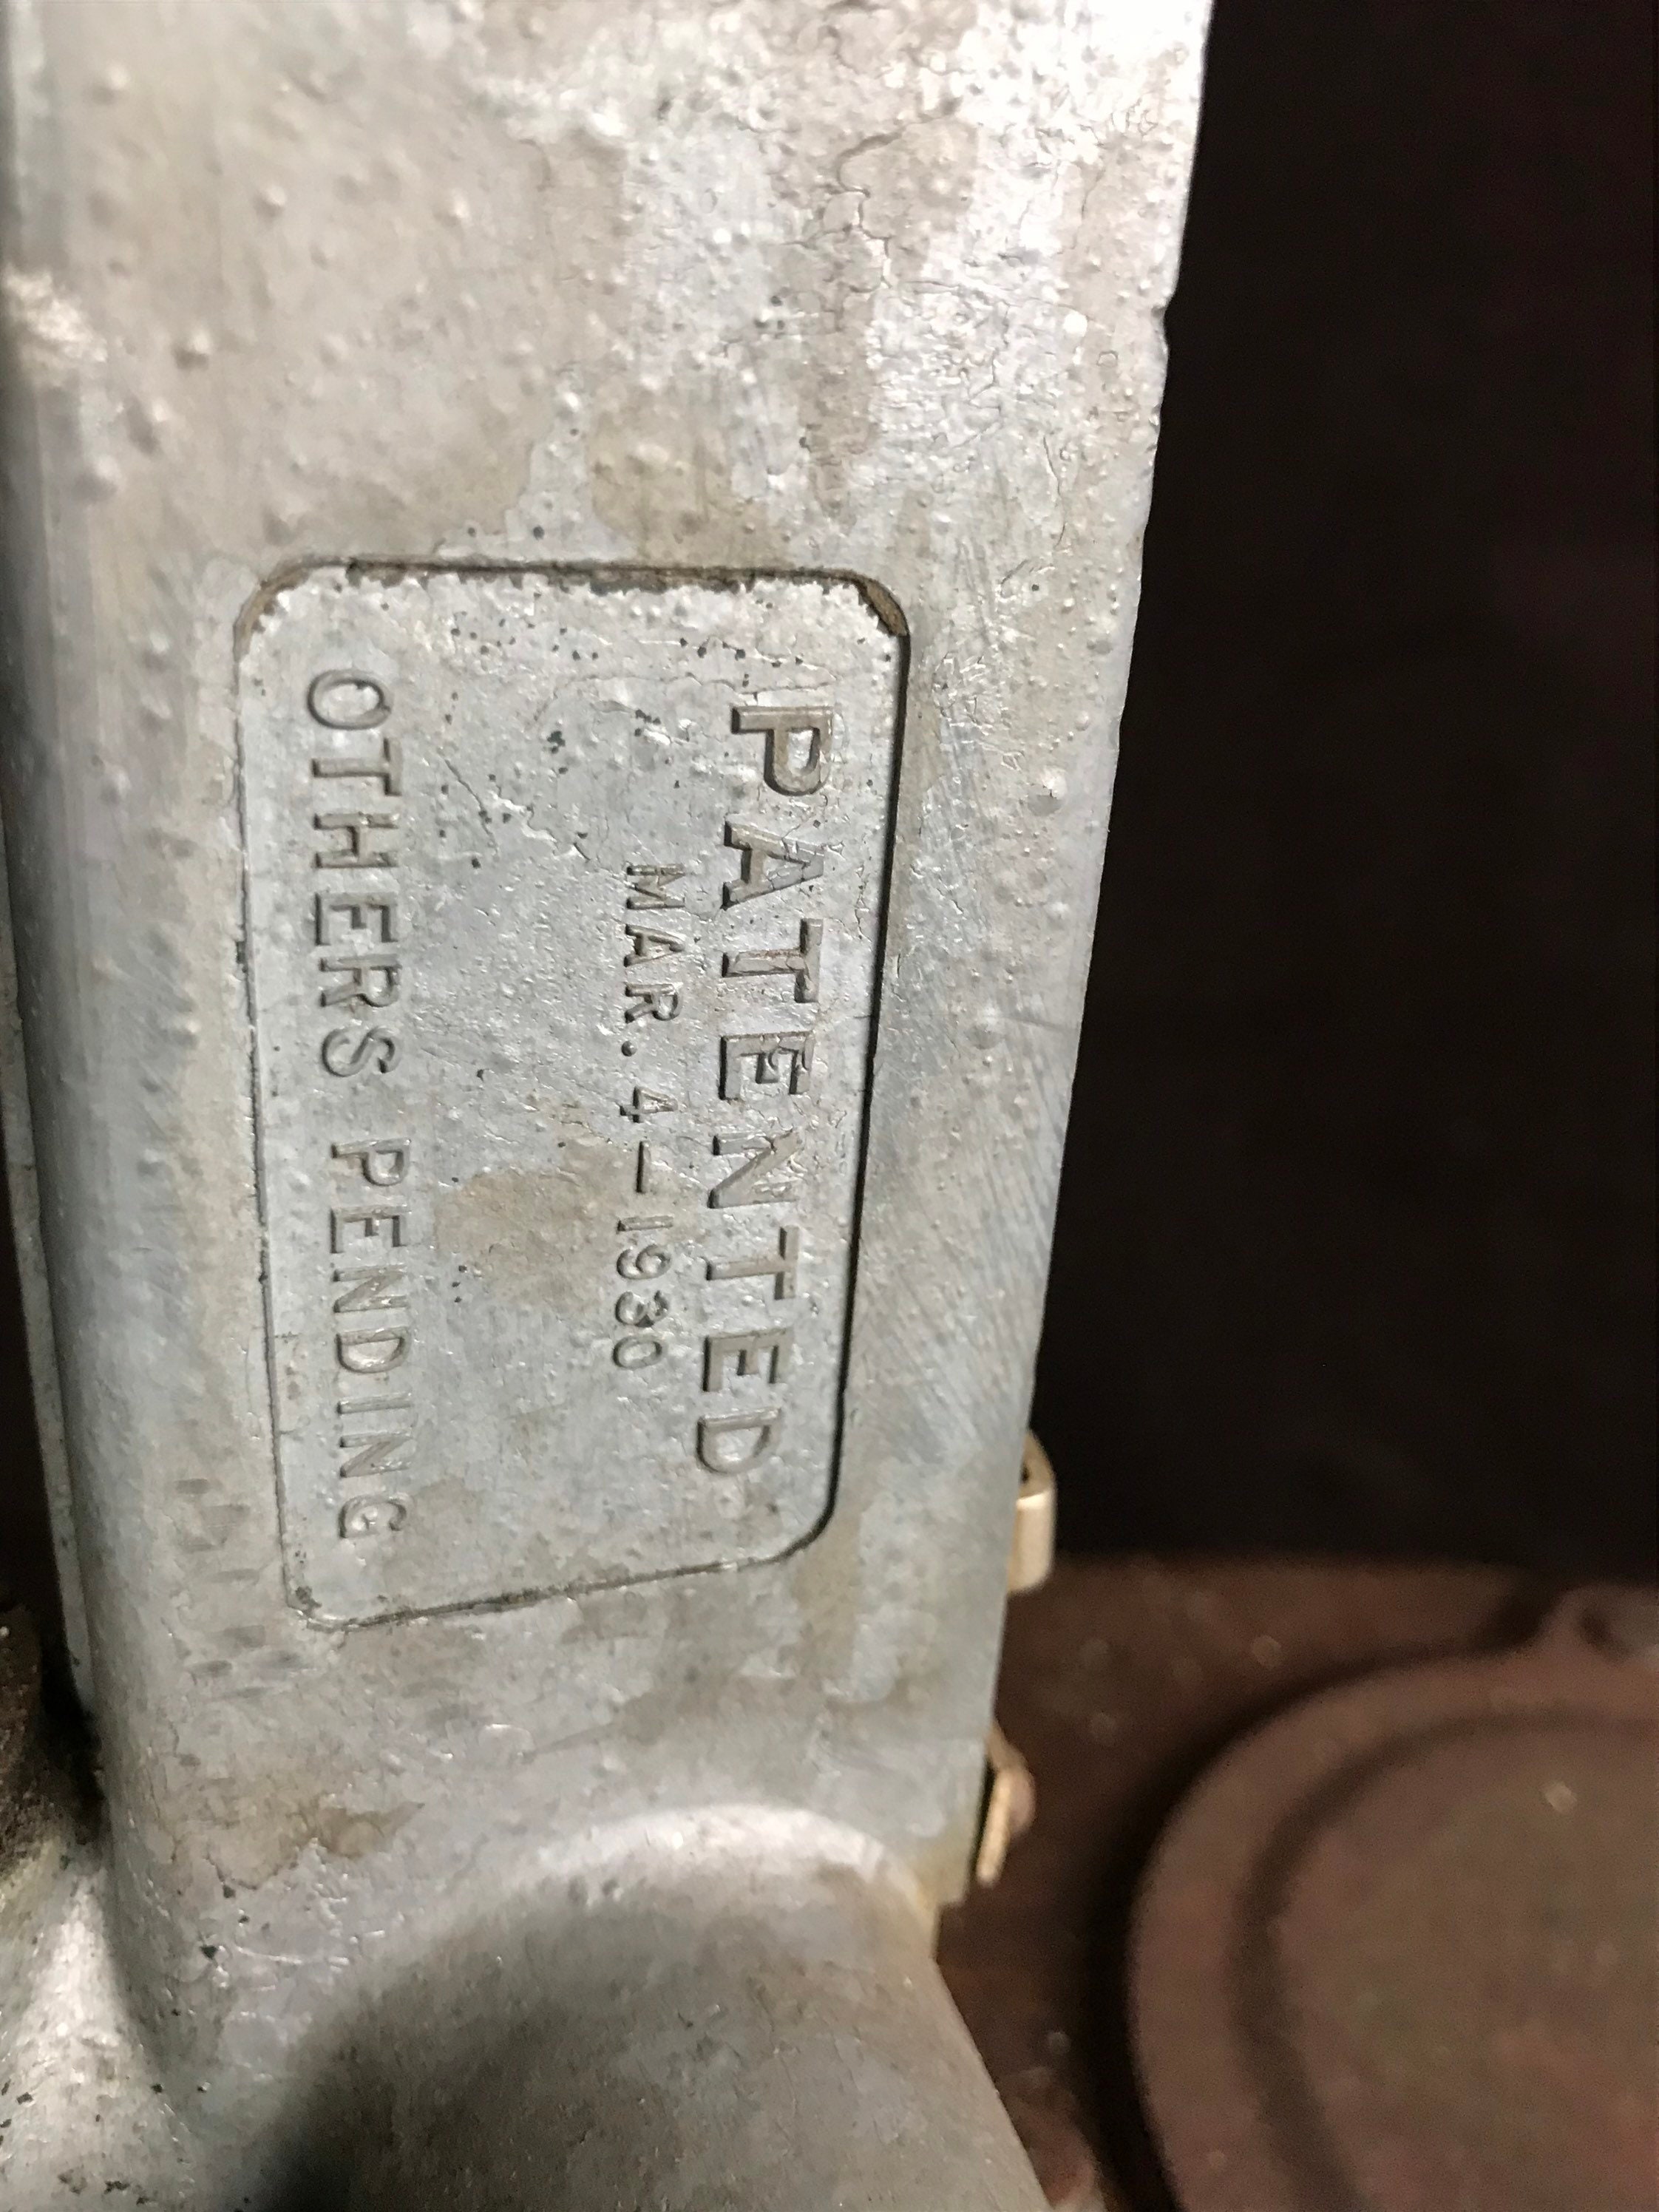 PATENTED
MAR. 4—1930
OTHERS PENDING